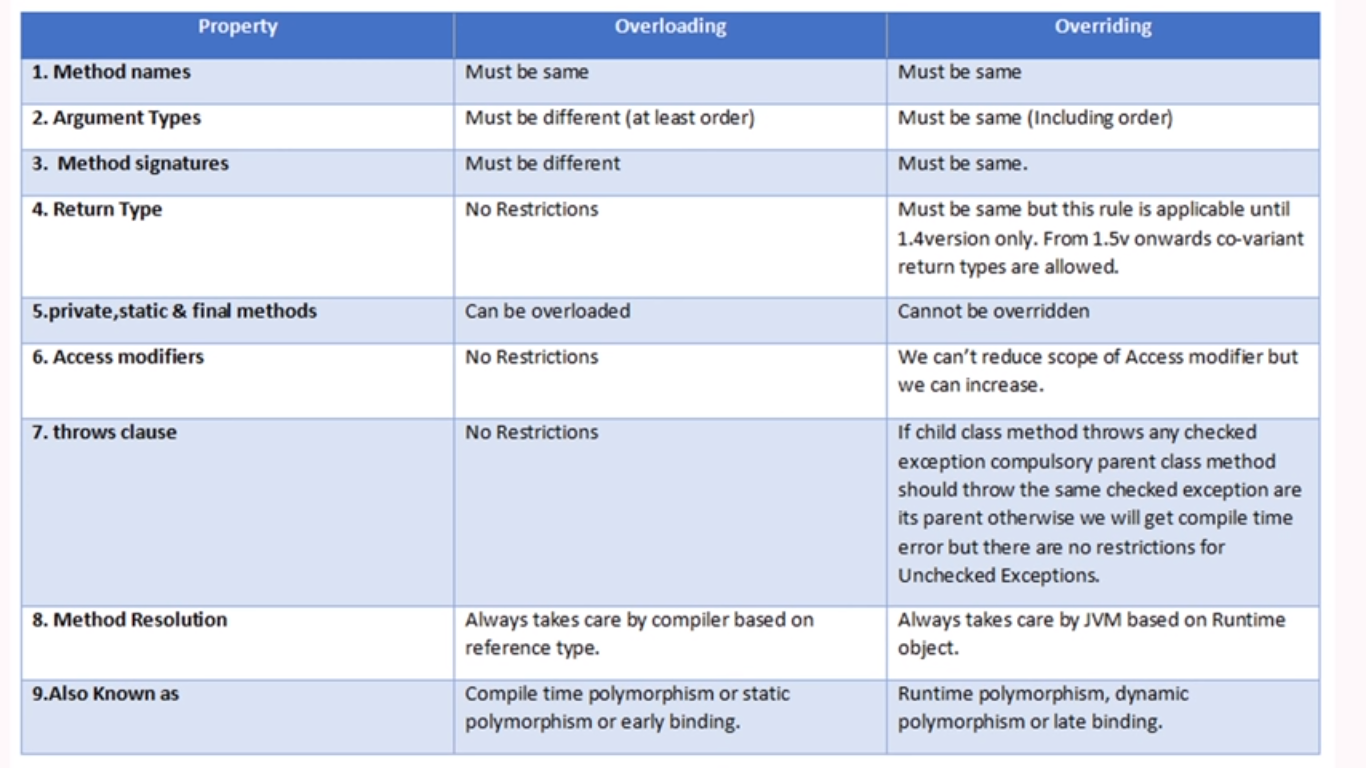 Property Overloading Overriding
1. Method names Must be same Must be same
2. Argument Types Must be different (at least order) Must be same (Including order)
3. Method signatures Must be different Must be same.
4. Return Type No Restrictions Must be same but this rule is applicable until
1.4version only. From 1.5v onwards co-variant
return types are allowed.
5.private,static & final methods Can be overloaded Cannot be overridden
6. Access modifiers No Restrictions We can’t reduce scope of Access modifier but
we can increase.
7. throws clause No Restrictions If child class method throws any checked
exception compulsory parent class method
should throw the same checked exception are
its parent otherwise we will get compile time
error but there are no restrictions for
Unchecked Exceptions.
8. Method Resolution Always takes care by compiler based on Always takes care by JVM based on Runtime
reference type. object.
9.Also Known as Compile time polymorphism or static Runtime polymorphism, dynamic
polymorphism or early binding. polymorphism or late binding.